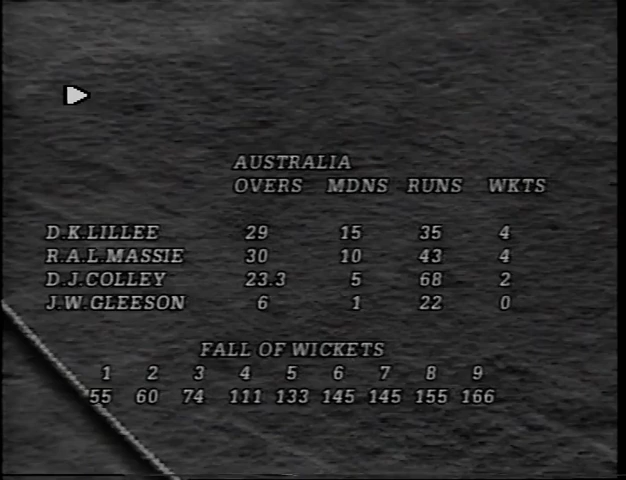 AUSTRALIA
OVERS MDNS RUNS WKTS
D.K.LILLEE 29 15 35 4
R.A.L.MASSIE 30 10 43 4
D.J.COLLEY 23.3 5 68 2
J.W.GLEESON 6 1 22 0
FALL OF WICKETS
1 2 3 4 5 6 7 8 9
55 60 74 111 133 145 145 155 166